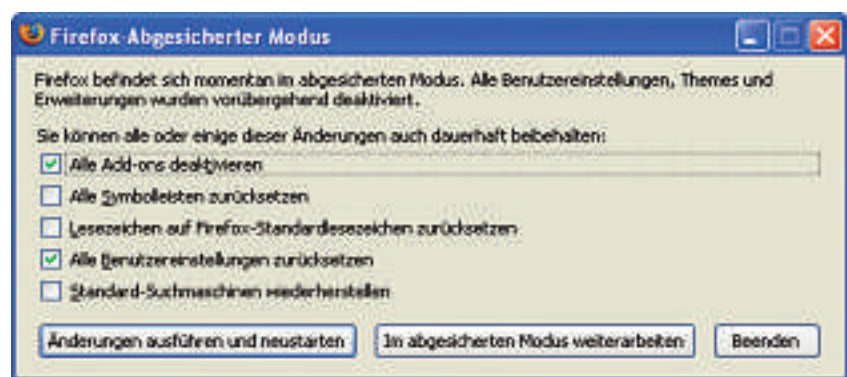 Firefox-Abgesicherter Modus
Firefox befindet sich momentan im abgesicherten Modus. Alle Benutzereinstellungen, Themes und
Erweiterungen wurden vorübergehend deaktiviert.
Sie können alle oder einige dieser Änderungen auch dauerhaft beibehalten:
Alle Add-ons deaktivieren
Alle Symbolleisten zurücksetzen
Lesezeichen auf Firefox-Standardlesezeichen zurücksetzen
Alle Benutzereinstellungen zurücksetzen
Standard-Suchmaschinen wiederherstellen
Änderungen ausführen und neustarten Im abgesicherten Modus weiterarbeiten Beenden